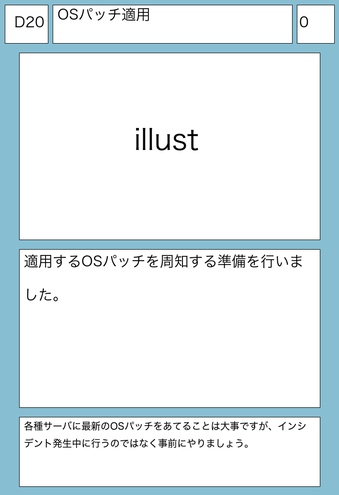 D20
OSパッチ適用
0
illust
適用するOSパッチを周知する準備を行いま
した。
各種サーバに最新のOSパッチをあてることは大事ですが、インシ
デント発生中に行うのではなく事前にやりましょう。